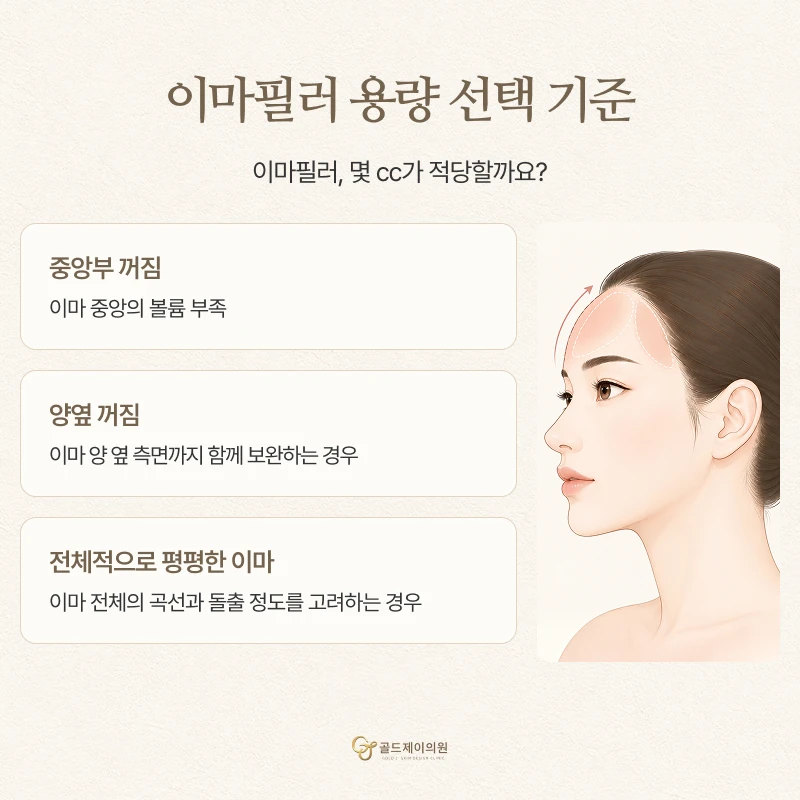 이마필러 용량 선택 기준
이마필러, 몇 cc가 적당할까요?
중앙부 꺼짐
이마 중앙의 볼륨 부족
양옆 꺼짐
이마 양 옆 측면까지 함께 보완하는 경우
전체적으로 평평한 이마
이마 전체의 곡선과 돌출 정도를 고려하는 경우
골드제이의원